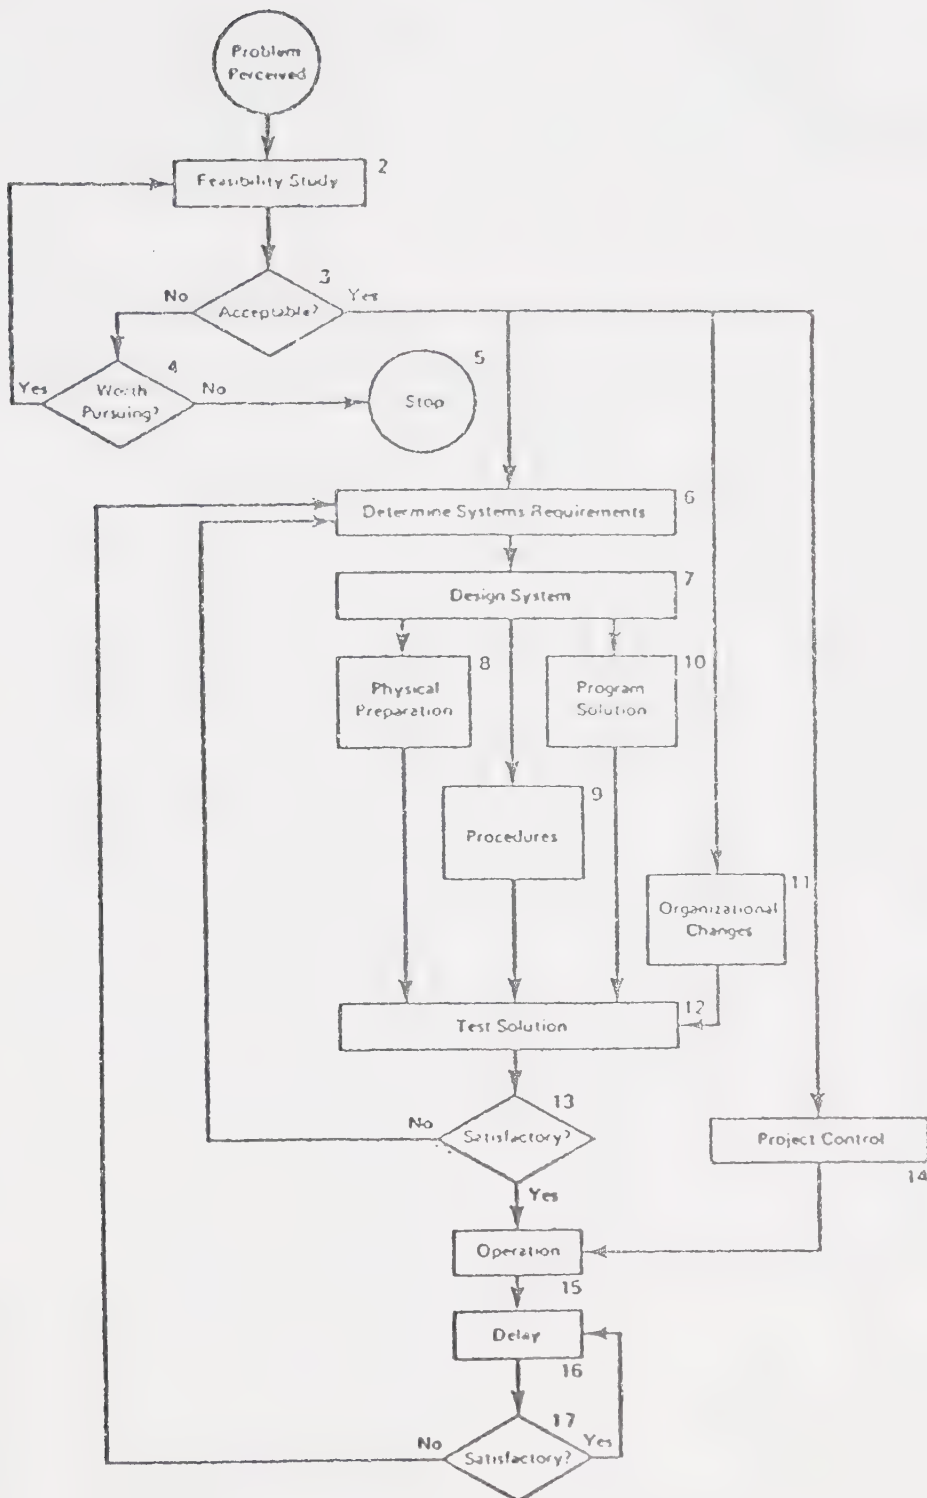 Problem
Perceived
2
Feasibility Study
3
No
Acceptable?
Yes
4
5
Yes
Worth
Pursuing?
No
Stop
6
Determine Systems Requirements
7
Design System
8
10
Physical
Preparation
Program
Solution
9
Procedures
11
Organizational
Changes
12
Test Solution
13
No
Satisfactory?
Project Control
14
Yes
Operation
15
Delay
16
17
No
Satisfactory?
Yes